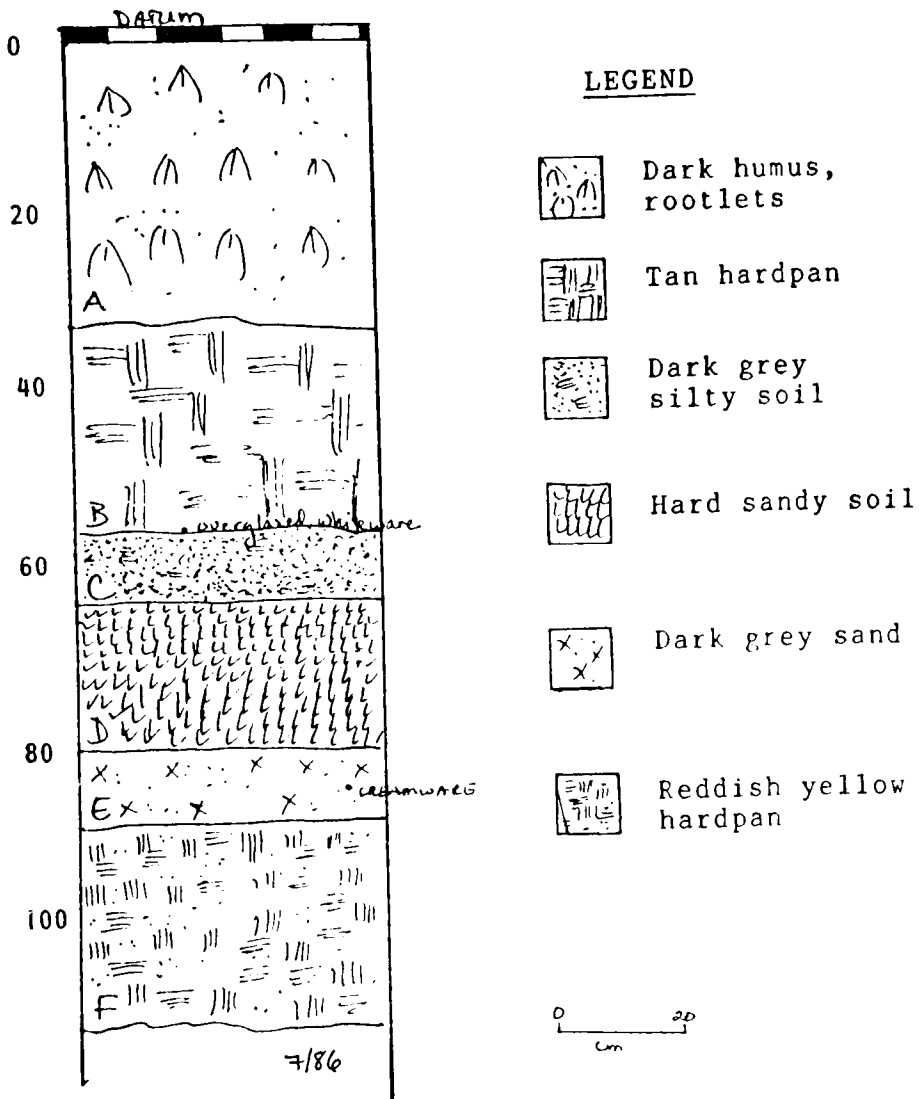 DATUM
0
20
40
60
80
100
A
B
overglazed whiteware
C
D
E
CREAMWARE
F
7/86
LEGEND
Dark humus,
rootlets
Tan hardpan
Dark grey
silty soil
Hard sandy soil
Dark grey sand
Reddish yellow
hardpan
0 20
cm